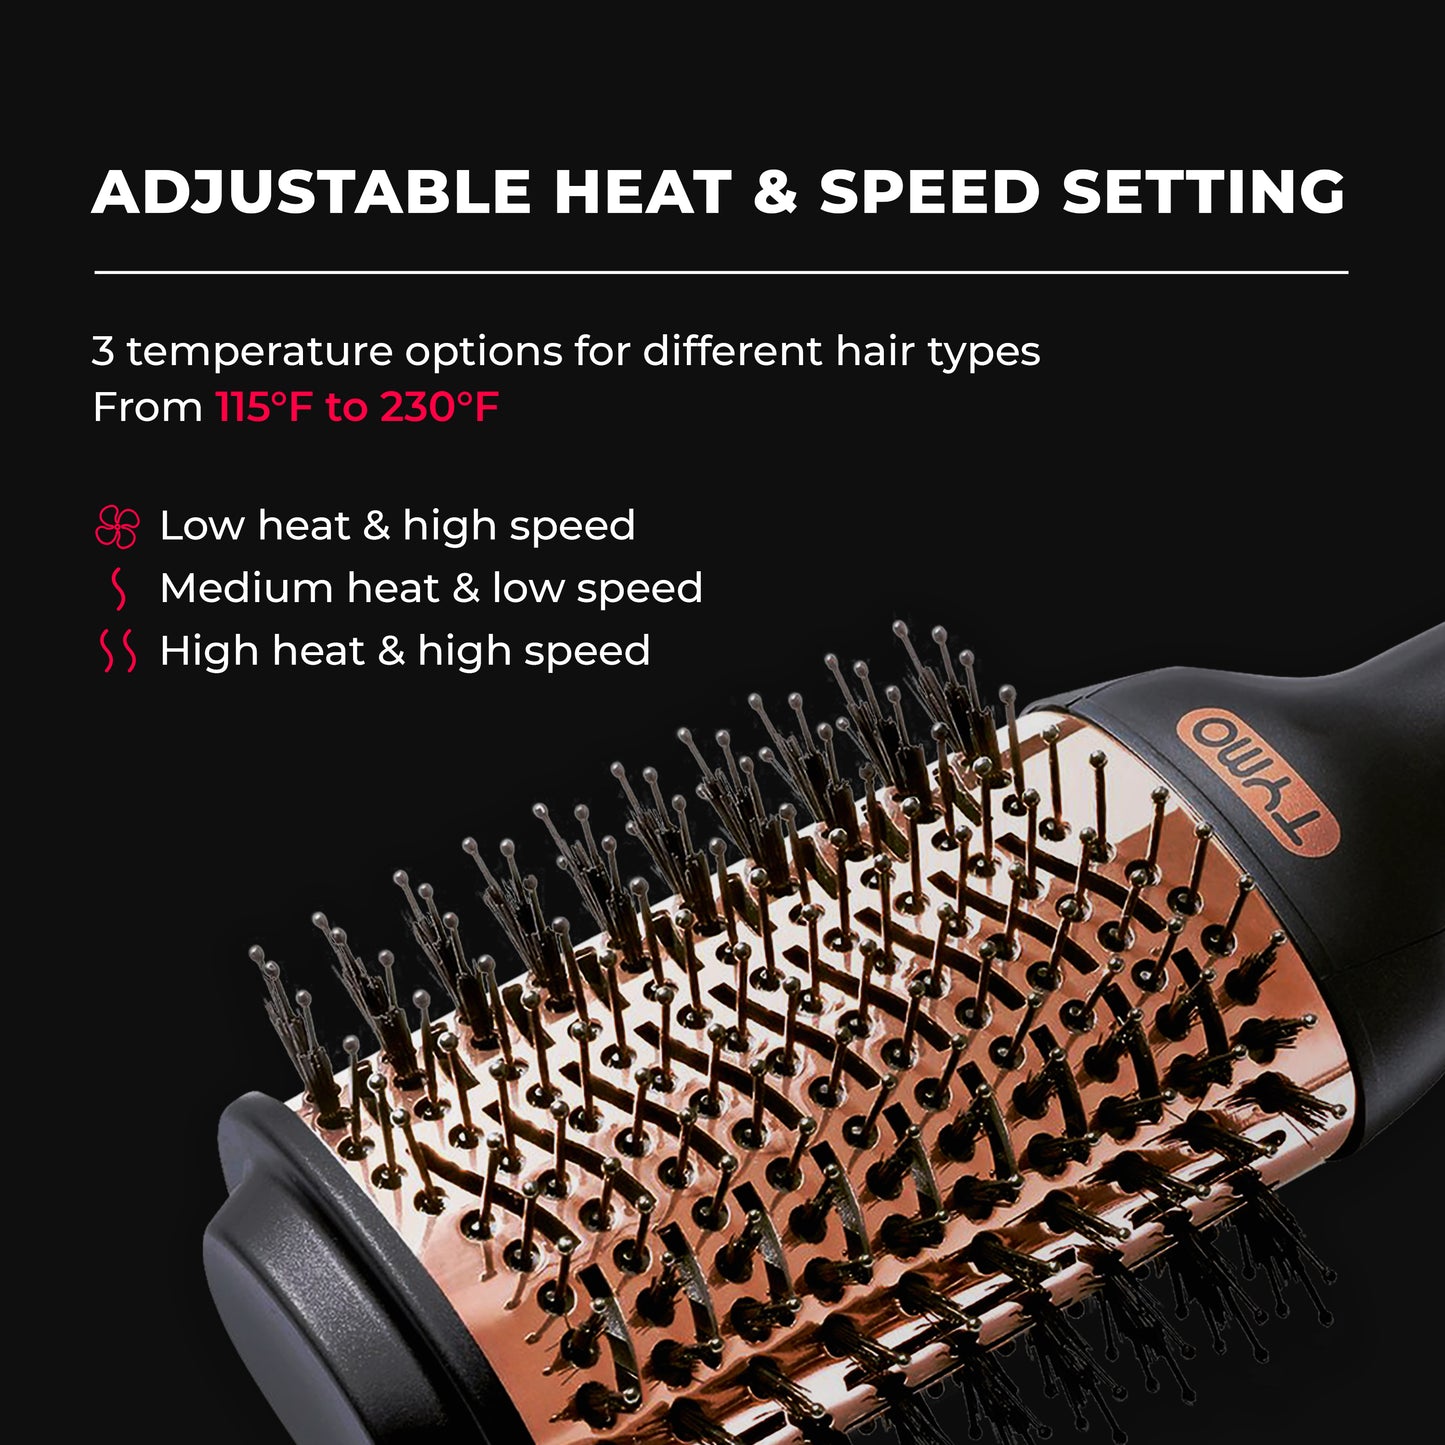 ADJUSTABLE HEAT & SPEED SETTING
3 temperature options for different hair types
From 115°F to 230°F
Low heat & high speed
Medium heat & low speed
High heat & high speed
TYMO